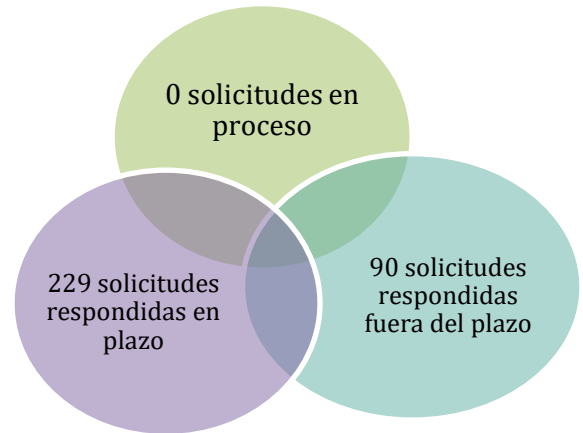 0 solicitudes en
proceso
229 solicitudes
respondidas en
plazo
90 solicitudes
respondidas
fuera del plazo